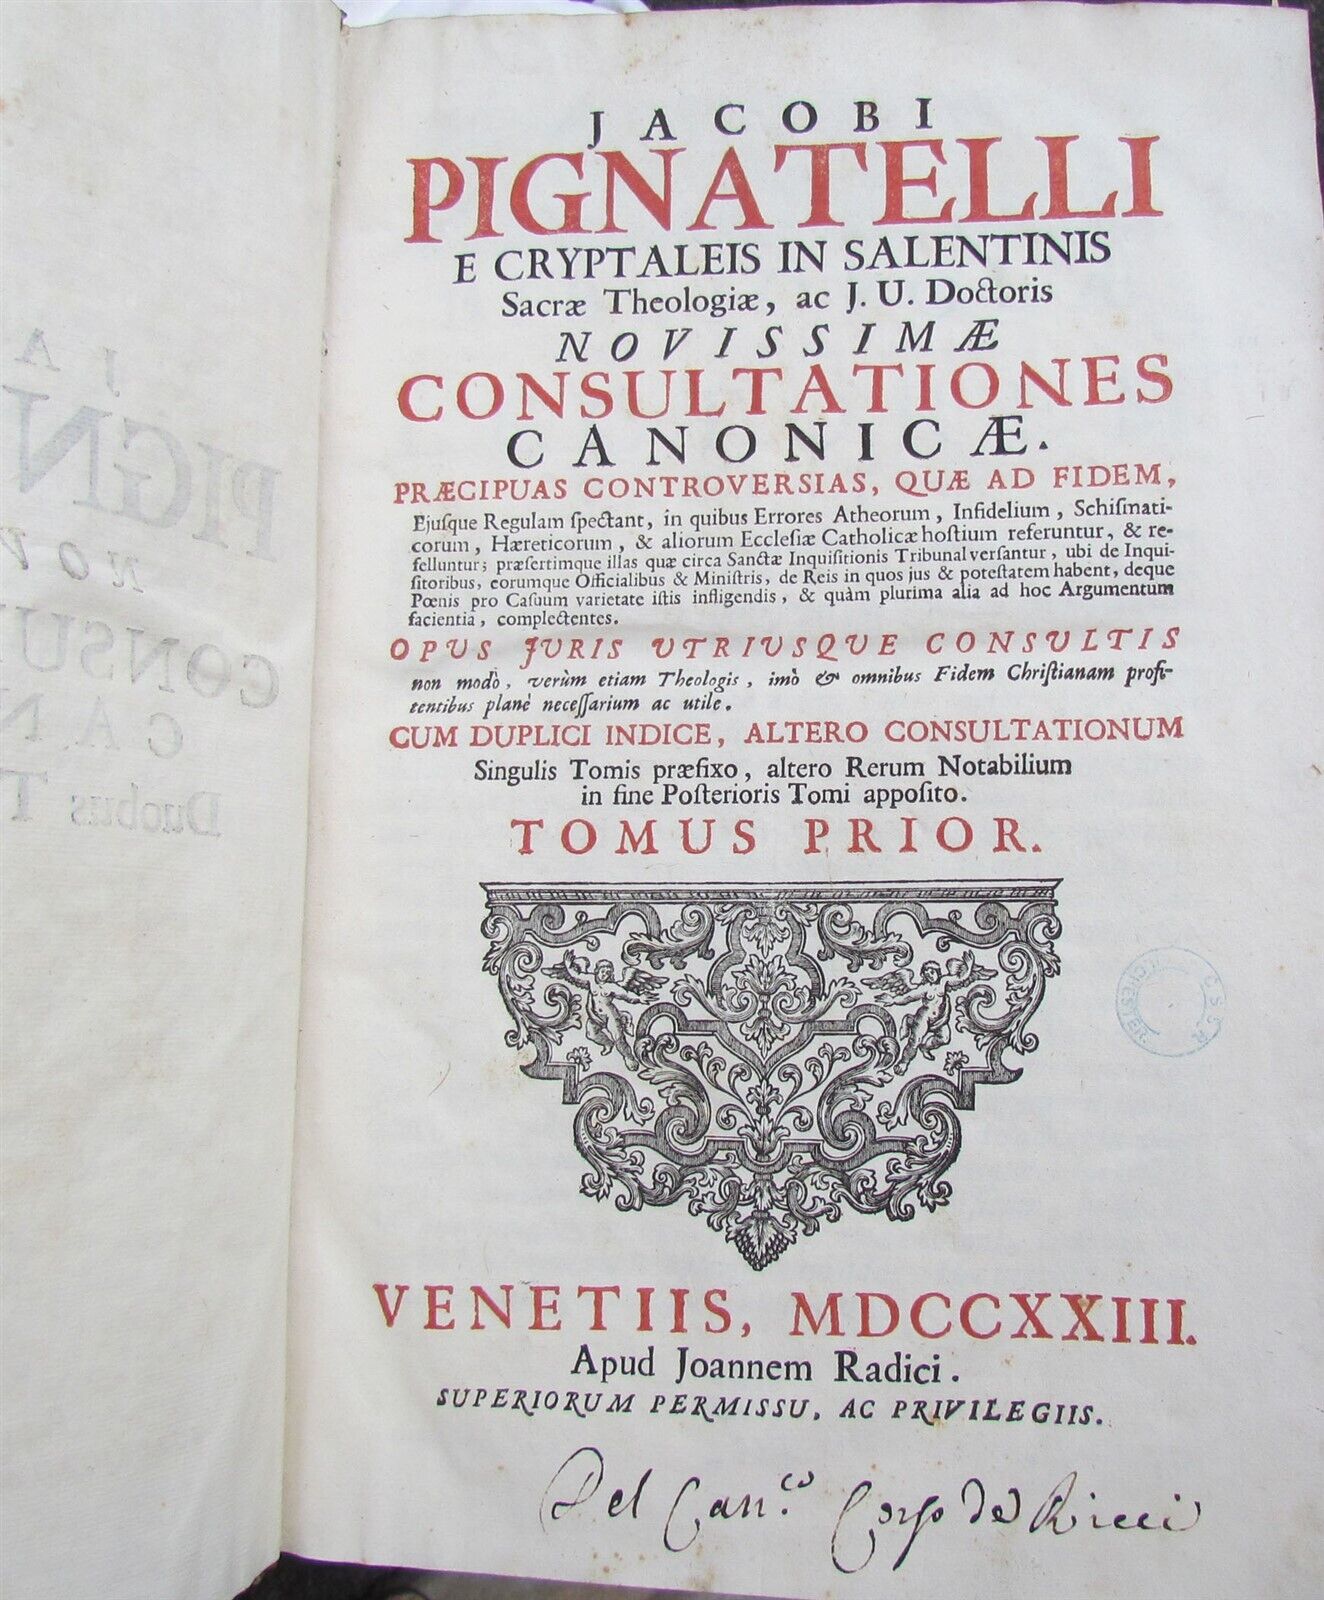 JACOBI
PIGNATELLI
E CRYPTALEIS IN SALENTINIS
Sacræ Theologiæ, ac J. U. Doctoris
NOVISSIMÆ
CONSULTATIONES
CANONICÆ.
PRÆCIPUAS CONTROVERSIAS, QUÆ AD FIDEM,
Ejuſque Regulam ſpectant, in quibus Errores Atheorum, Infidelium, Schiſmati-
corum, Hæreticorum, & aliorum Eccleſiæ Catholicæ hoſtium referuntur, & re-
felluntur; præſertimque illas quæ circa Sanctæ Inquiſitionis Tribunal verſantur, ubi de Inqui-
ſitoribus, eorumque Officialibus & Miniſtris, de Reis in quos jus & poteſtatem habent, deque
Pœnis pro Caſuum varietate iſtis infligendis, & quàm plurima alia ad hoc Argumentum
facientia, complectentes.
OPUS JURIS UTRIUSQUE CONSULTIS
non modò, verùm etiam Theologis, imò & omnibus Fidem Chriſtianam profi-
tentibus planè neceſſarium ac utile.
CUM DUPLICI INDICE, ALTERO CONSULTATIONUM
Singulis Tomis præfixo, altero Rerum Notabilium
in fine Poſterioris Tomi appoſito.
TOMUS PRIOR.
VENETIIS, MDCCXXIII.
Apud Joannem Radici.
SUPERIORUM PERMISSU, AC PRIVILEGIIS.
Del Can.co Corso de Ricci